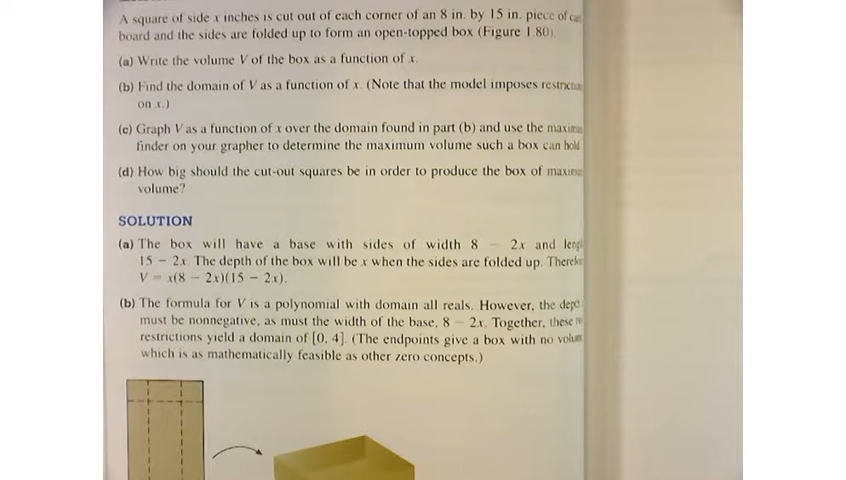 A square of side x inches is cut out of each corner of an 8 in. by 15 in. piece of
board and the sides are folded up to form an open-topped box (Figure 1.80).
(a) Write the volume V of the box as a function of x.
(b) Find the domain of V as a function of x. (Note that the model imposes
on x.)
(c) Graph V as a function of x over the domain found in part (b) and use the
finder on your grapher to determine the maximum volume such a box can hold
(d) How big should the cut-out squares be in order to produce the box of
volume?
SOLUTION
(a) The box will have a base with sides of width 8 - 2x and
15 - 2x. The depth of the box will be x when the sides are folded up.
V = x(8 - 2x)(15 - 2x).
(b) The formula for V is a polynomial with domain all reals. However, the
must be nonnegative, as must the width of the base, 8 - 2x. Together, these
restrictions yield a domain of [0, 4]. (The endpoints give a box with no
which is as mathematically feasible as other zero concepts.)